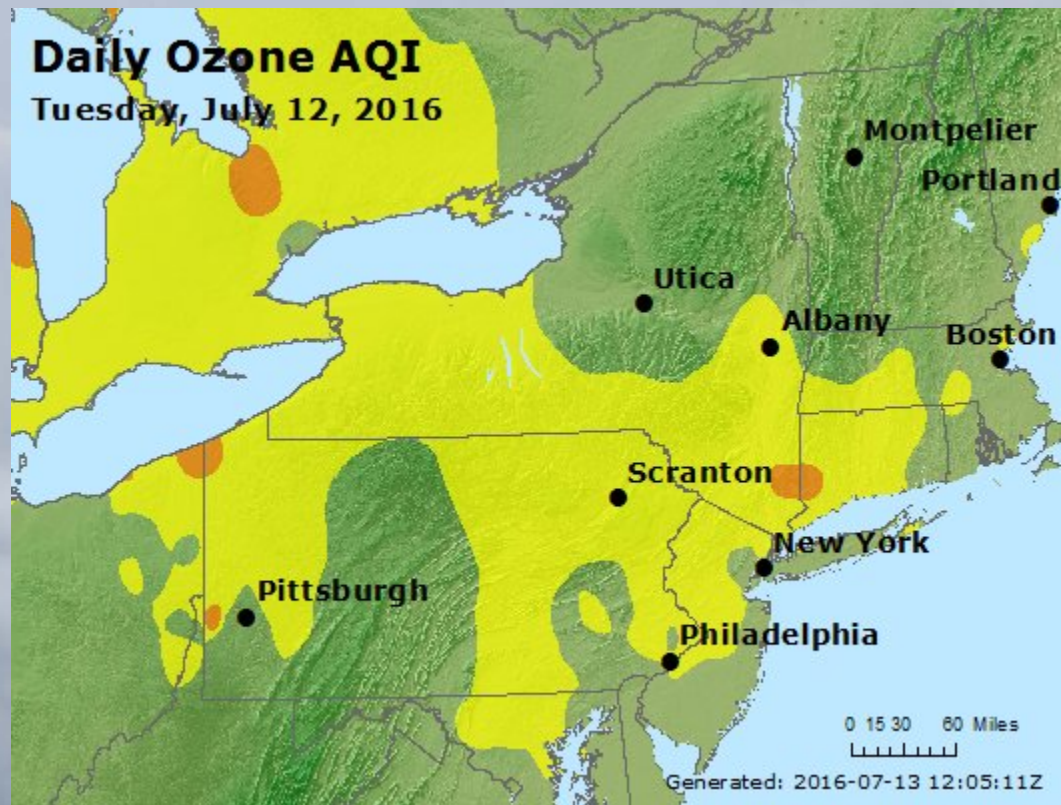 Daily Ozone AQI
Tuesday, July 12, 2016
Montpelier
Portland
Utica
Albany
Boston
Scranton
New York
Pittsburgh
Philadelphia
0 15 30 60 Miles
Generated: 2016-07-13 12:05:11Z